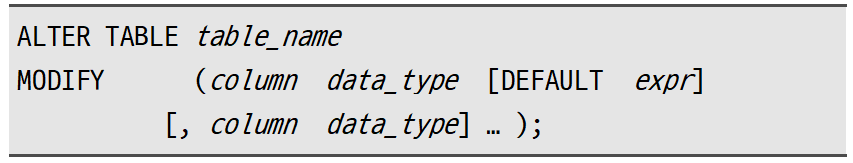 ALTER TABLE table_name
MODIFY (column data_type [DEFAULT expr]
[, column data_type] … );